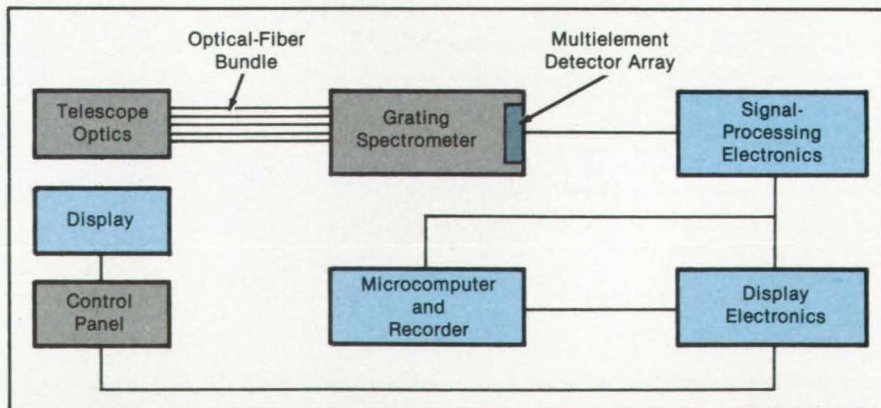 Optical-Fiber
Bundle
Multielement
Detector Array
Telescope
Optics
Grating
Spectrometer
Signal-
Processing
Electronics
Display
Control
Panel
Microcomputer
and
Recorder
Display
Electronics